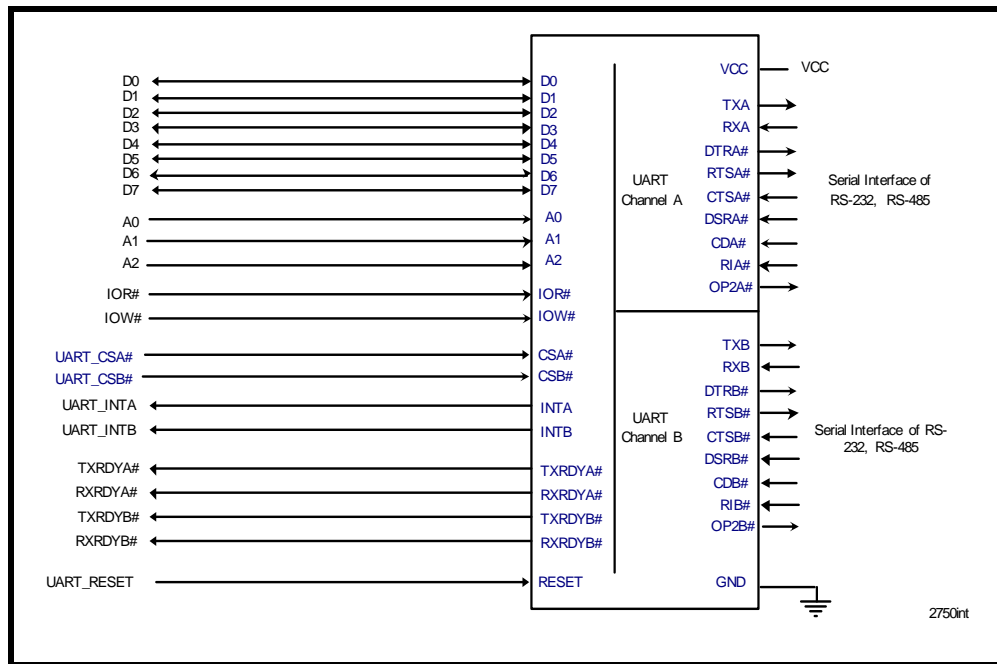 D0
D1
D2
D3
D4
D5
D6
D7
A0
A1
A2
IOR#
IOW#
UART_CSA#
UART_CSB#
UART_INTA
UART_INTB
TXRDYA#
RXRDYA#
TXRDYB#
RXRDYB#
UART_RESET
D0
D1
D2
D3
D4
D5
D6
D7
A0
A1
A2
IOR#
IOW#
CSA#
CSB#
INTA
INTB
TXRDYA#
RXRDYA#
TXRDYB#
RXRDYB#
RESET
UART
Channel A
UART
Channel B
VCC
TXA
RXA
DTRA#
RTSA#
CTSA#
DSRA#
CDA#
RIA#
OP2A#
TXB
RXB
DTRB#
RTSB#
CTSB#
DSRB#
CDB#
RIB#
OP2B#
GND
VCC
Serial Interface of
RS-232, RS-485
Serial Interface of RS-
232, RS-485
2750int